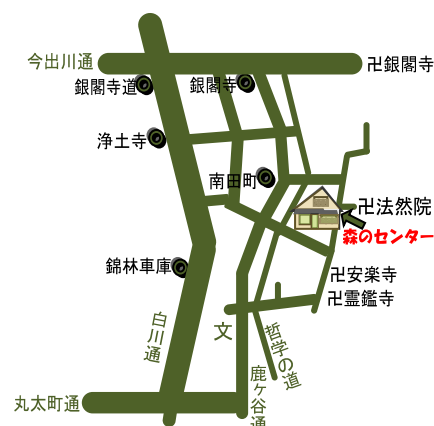 今出川通
卍銀閣寺
銀閣寺道
銀閣寺
浄土寺
南田町
卍法然院
森のセンター
錦林車庫
卍安楽寺
卍霊鑑寺
白川通
文
哲学の道
鹿ヶ谷通
丸太町通